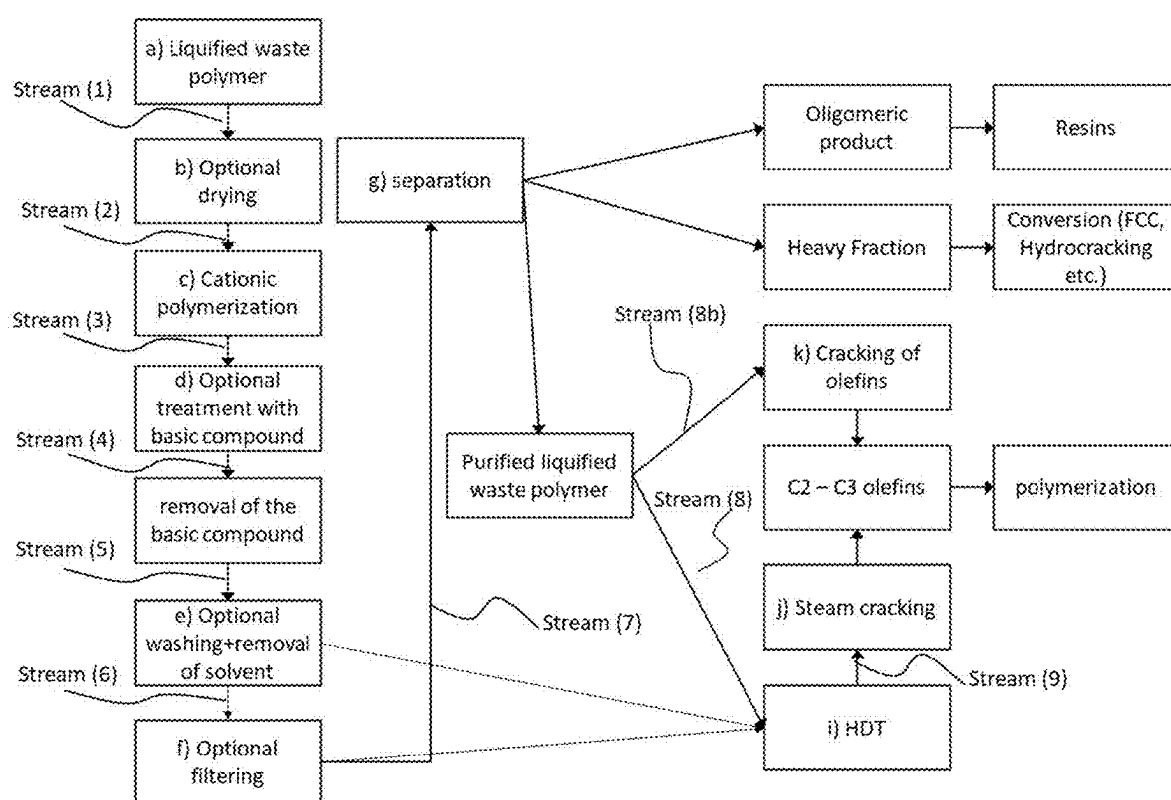 a) Liquified waste
polymer
Stream (1)
b) Optional
drying
Stream (2)
c) Cationic
polymerization
Stream (3)
d) Optional
treatment with
basic compound
Stream (4)
removal of the
basic compound
Stream (5)
e) Optional
washing+removal
of solvent
Stream (6)
f) Optional
filtering
g) separation
Stream (7)
Purified liquified
waste polymer
Oligomeric
product
Resins
Heavy Fraction
Conversion (FCC,
Hydrocracking
etc.)
Stream (8b)
k) Cracking of
olefins
Stream (8)
C2 – C3 olefins
polymerization
j) Steam cracking
Stream (9)
i) HDT